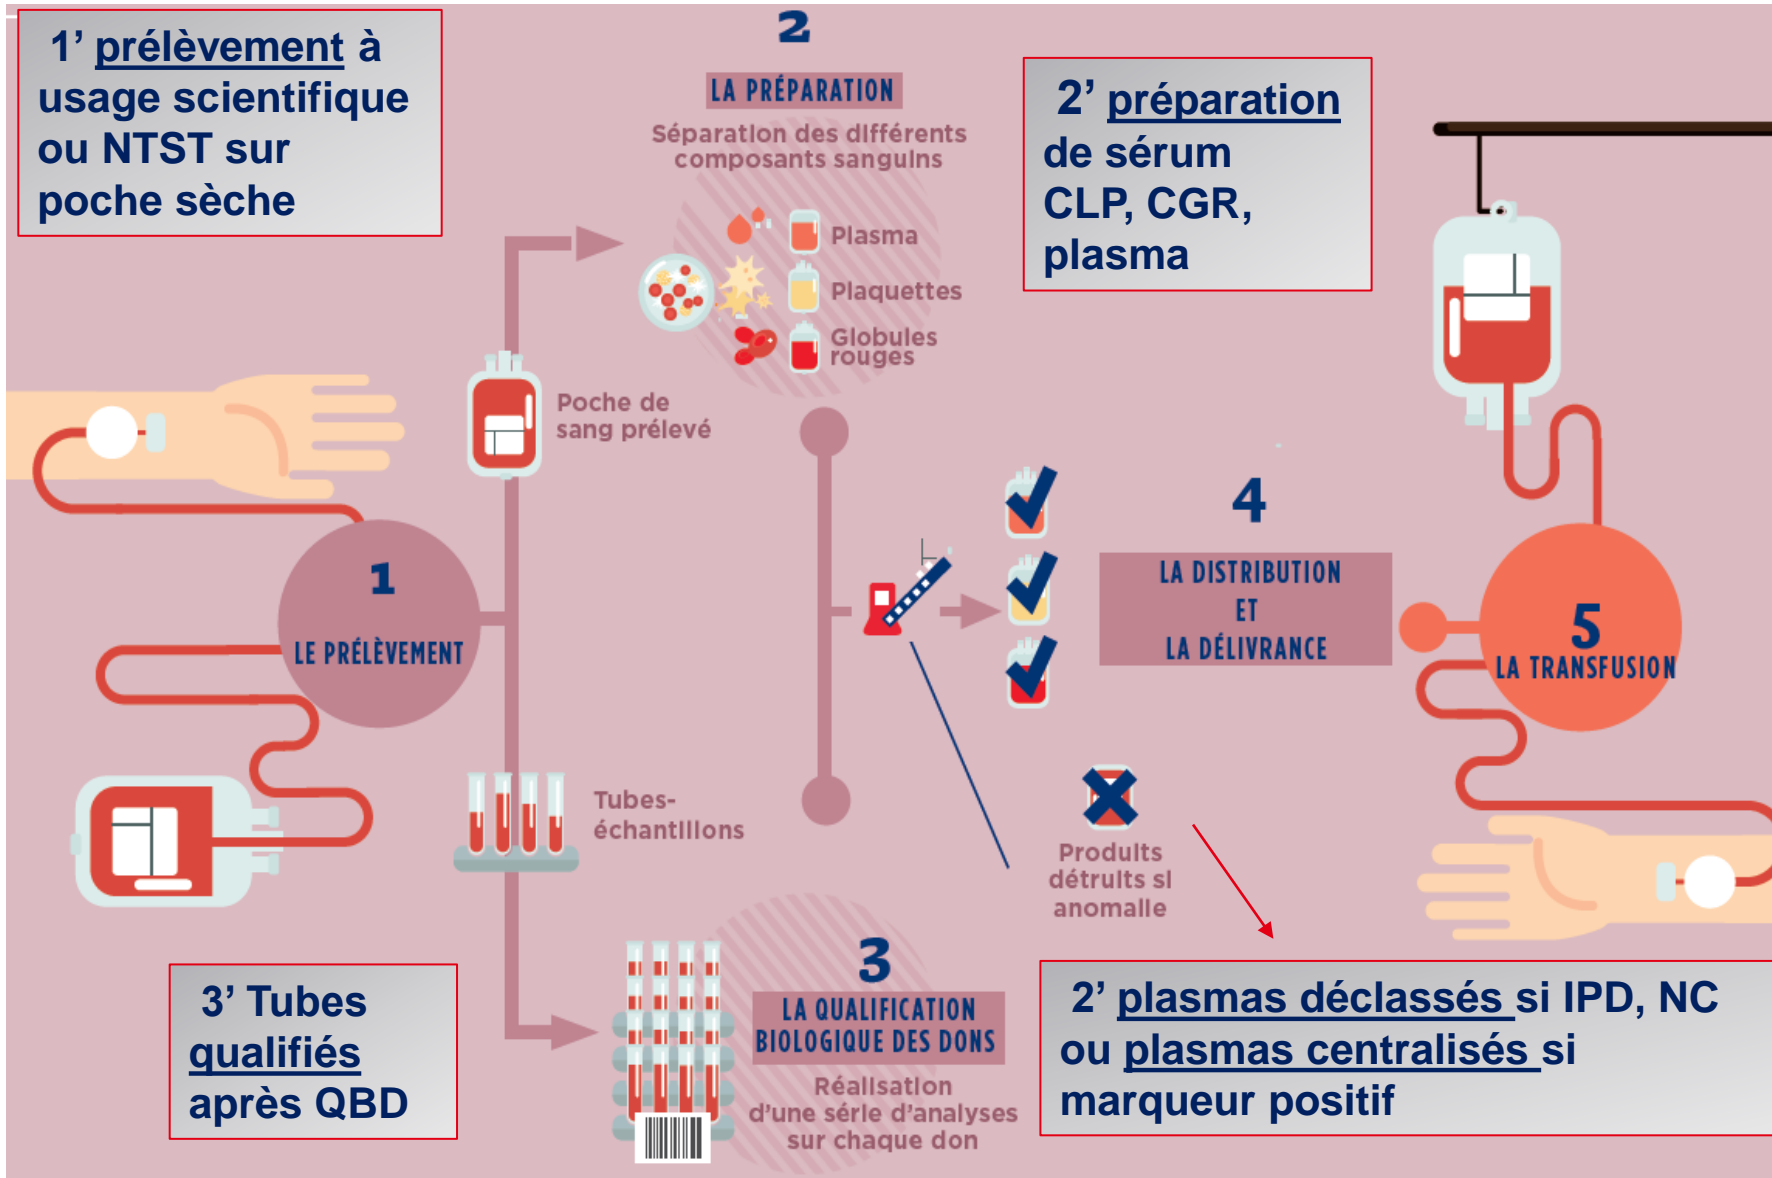 1’ prélèvement à
usage scientifique
ou NTST sur
poche sèche
2
LA PRÉPARATION
Séparation des différents
composants sanguins
Plasma
Plaquettes
Globules
rouges
2’ préparation
de sérum
CLP, CGR,
plasma
Poche de
sang prélevé
1
LE PRÉLÈVEMENT
4
LA DISTRIBUTION
ET
LA DÉLIVRANCE
5
LA TRANSFUSION
Tubes-
échantillons
Produits
détruits si
anomalie
3
LA QUALIFICATION
BIOLOGIQUE DES DONS
Réalisation
d’une série d’analyses
sur chaque don
3’ Tubes
qualifiés
après QBD
2’ plasmas déclassés si IPD, NC
ou plasmas centralisés si
marqueur positif